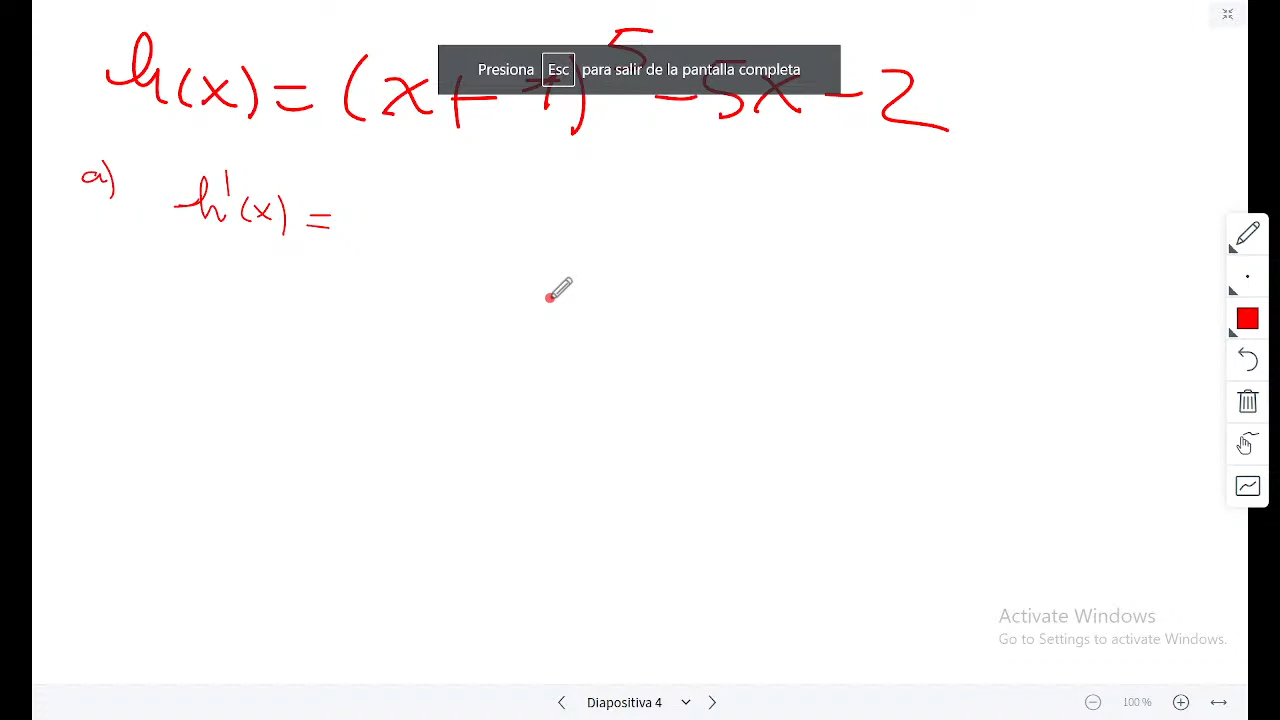 Presiona Esc para salir de la pantalla completa
h(x) = (x + 7)^5 - 5x - 2
a) h'(x) =
Activate Windows
Go to Settings to activate Windows.
Diapositiva 4
100 %